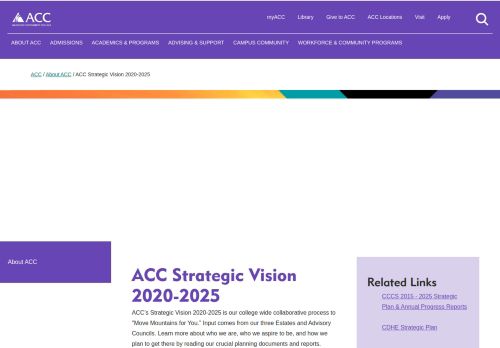 myACC Library Give to ACC ACC Locations Visit Apply
ACC
ABOUT ACC ADMISSIONS ACADEMICS & PROGRAMS ADVISING & SUPPORT CAMPUS COMMUNITY WORKFORCE & COMMUNITY PROGRAMS
ACC / About ACC / ACC Strategic Vision 2020-2025
About ACC
ACC Strategic Vision
2020-2025
ACC's Strategic Vision 2020-2025 is our college wide collaborative process to
"Move Mountains for You." Input comes from our three Estates and Advisory
Councils. Learn more about who we are, who we aspire to be, and how we
plan to get there by reading our crucial planning documents and reports.
Related Links
CCCS 2015 - 2025 Strategic
Plan & Annual Progress Reports
CDHE Strategic Plan